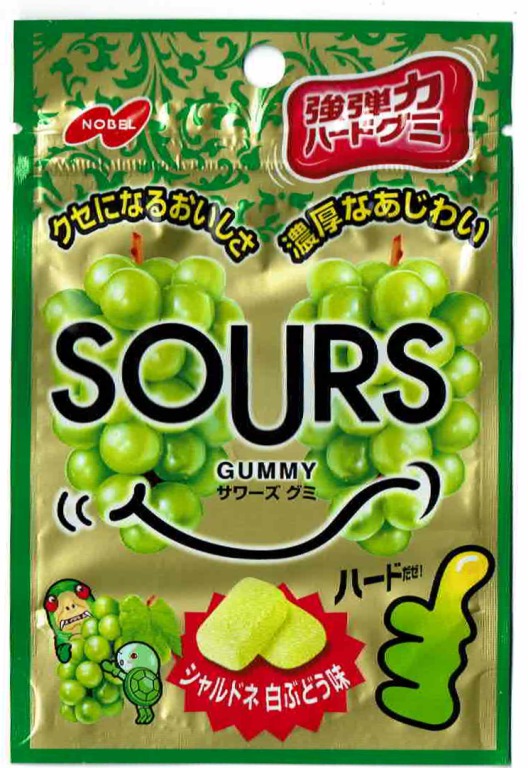 NOBEL
強弾力
ハードグミ
クセになるおいしさ
濃厚なあじわい
SOURS
GUMMY
サワーズ グミ
ハードだぜ!
シャルドネ 白ぶどう味